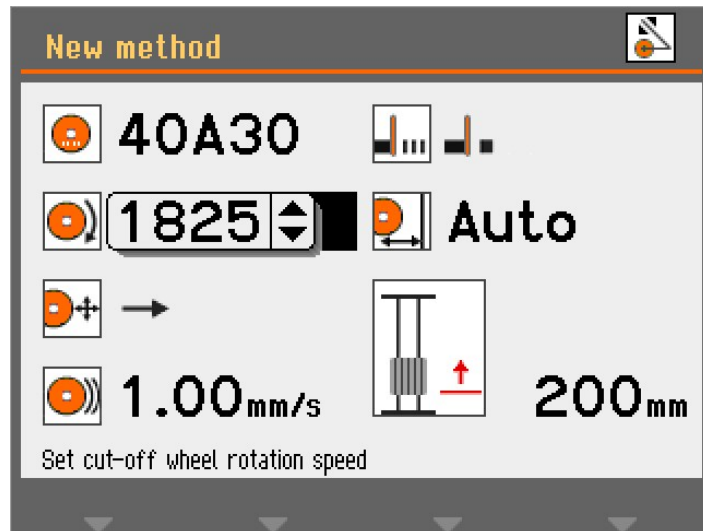 New method
40A30
1825
Auto
1.00mm/s
200mm
Set cut-off wheel rotation speed